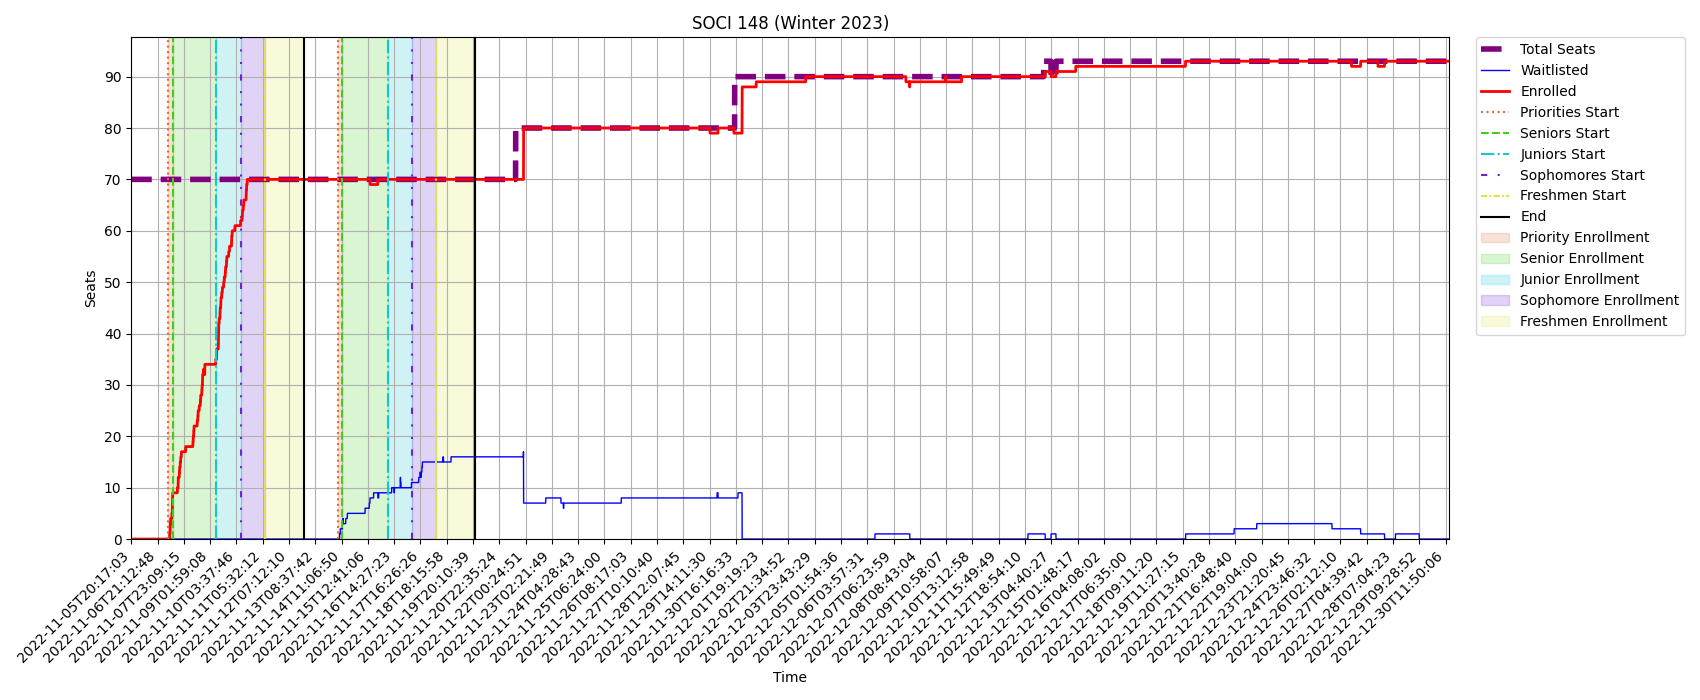 SOCI 148 (Winter 2023)
Seats
90
80
70
60
50
40
30
20
10
0
2022-11-05T20:17:03
2022-11-06T21:12:48
2022-11-07T23:09:15
2022-11-09T01:59:08
2022-11-10T03:37:46
2022-11-11T05:32:12
2022-11-12T07:12:10
2022-11-13T08:37:42
2022-11-14T11:06:50
2022-11-15T12:41:06
2022-11-16T14:27:23
2022-11-17T16:26:26
2022-11-18T18:15:58
2022-11-19T20:10:39
2022-11-20T22:35:24
2022-11-22T00:24:51
2022-11-23T02:21:49
2022-11-24T04:28:43
2022-11-25T06:24:00
2022-11-26T08:17:03
2022-11-27T10:10:40
2022-11-28T12:07:45
2022-11-29T14:11:30
2022-11-30T16:16:33
2022-12-01T19:19:23
2022-12-02T21:34:52
2022-12-03T23:43:29
2022-12-05T01:54:36
2022-12-06T03:57:31
2022-12-07T06:23:59
2022-12-08T08:43:04
2022-12-09T10:58:07
2022-12-10T13:12:58
2022-12-11T15:49:49
2022-12-12T18:54:10
2022-12-13T04:40:27
2022-12-15T01:48:17
2022-12-16T04:08:02
2022-12-17T06:35:00
2022-12-18T09:11:20
2022-12-19T11:27:15
2022-12-20T13:40:28
2022-12-21T16:48:40
2022-12-22T19:04:00
2022-12-23T21:20:45
2022-12-24T23:46:32
2022-12-26T02:12:10
2022-12-27T04:39:42
2022-12-28T07:04:23
2022-12-29T09:28:52
2022-12-30T11:50:06
Time
Total Seats
Waitlisted
Enrolled
Priorities Start
Seniors Start
Juniors Start
Sophomores Start
Freshmen Start
End
Priority Enrollment
Senior Enrollment
Junior Enrollment
Sophomore Enrollment
Freshmen Enrollment